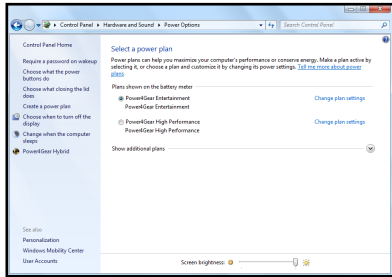 Control Panel
Hardware and Sound
Power Options
Search Control Panel
Control Panel Home
Require a password on wakeup
Choose what the power
buttons do
Choose what closing the lid
does
Create a power plan
Choose when to turn off the
display
Change when the computer
sleeps
Power4Gear Hybrid
See also
Personalization
Windows Mobility Center
User Accounts
Select a power plan
Power plans can help you maximize your computer's performance or conserve energy. Make a plan active by
selecting it, or choose a plan and customize it by changing its power settings. Tell me more about power
plans
Plans shown on the battery meter
Power4Gear Entertainment Change plan settings
Power4Gear Entertainment
Power4Gear High Performance Change plan settings
Power4Gear High Performance
Show additional plans
Screen brightness: